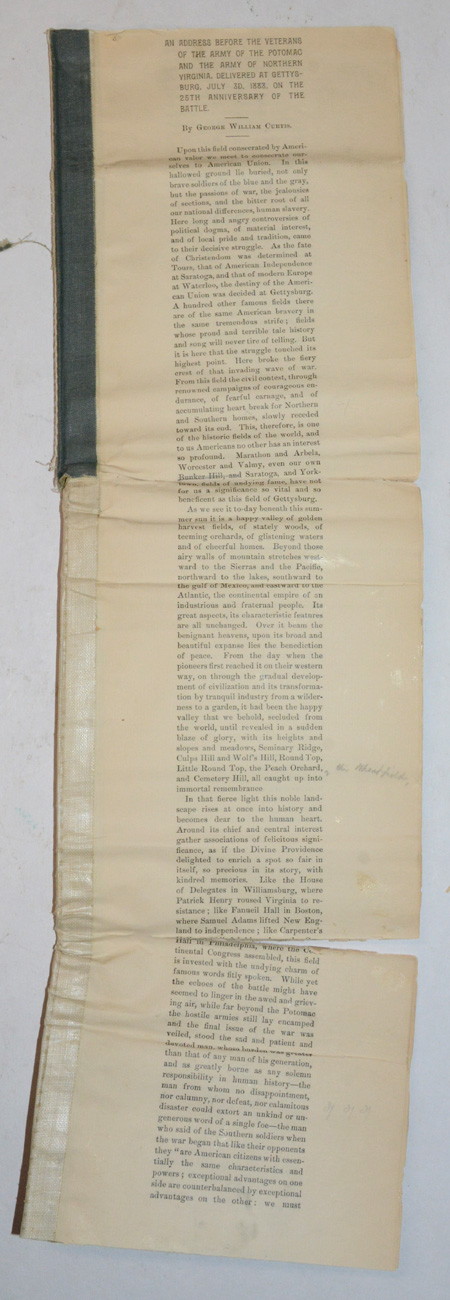 AN ADDRESS BEFORE THE VETERANS
OF THE ARMY OF THE POTOMAC
AND THE ARMY OF NORTHERN
VIRGINIA, DELIVERED AT GETTYS-
BURG, JULY 3D, 1888, ON THE
25TH ANNIVERSARY OF THE
BATTLE.
By George William Curtis.
Upon this field consecrated by Ameri-
can valor we meet to consecrate our-
selves to American Union. In this
hallowed ground lie buried, not only
brave soldiers of the blue and the gray,
but the passions of war, the jealousies
of sections, and the bitter root of all
our national differences, human slavery.
Here long and angry controversies of
political dogma, of material interest,
and of local pride and tradition, came
to their decisive struggle. As the fate
of Christendom was determined at
Tours, that of American Independence
at Saratoga, and that of modern Europe
at Waterloo, the destiny of the Ameri-
can Union was decided at Gettysburg.
A hundred other famous fields there
are of the same American bravery in
the same tremendous strife; fields
whose proud and terrible tale history
and song will never tire of telling. But
it is here that the struggle touched its
highest point. Here broke the fiery
crest of that invading wave of war.
From this field the civil contest, through
renowned campaigns of courageous en-
durance, of fearful carnage, and of
accumulating heart break for Northern
and Southern homes, slowly receded
toward its end. This, therefore, is one
of the historic fields of the world, and
to us Americans no other has an interest
so profound. Marathon and Arbela,
Worcester and Valmy, even our own
Bunker Hill, and Saratoga, and York-
town, fields of undying fame, have not
for us a significance so vital and so
beneficent as this field of Gettysburg.
As we see it to-day beneath this sum-
mer sun it is a happy valley of golden
harvest fields, of stately woods, of
teeming orchards, of glistening waters
and of cheerful homes. Beyond those
airy walls of mountain stretches west-
ward to the Sierras and the Pacific,
northward to the lakes, southward to
the gulf of Mexico, and eastward to the
Atlantic, the continental empire of an
industrious and fraternal people. Its
great aspects, its characteristic features
are all unchanged. Over it beam the
benignant heavens, upon its broad and
beautiful expanse lies the benediction
of peace. From the day when the
pioneers first reached it on their western
way, on through the gradual develop-
ment of civilization and its transforma-
tion by tranquil industry from a wilder-
ness to a garden, it had been the happy
valley that we behold, secluded from
the world, until revealed in a sudden
blaze of glory, with its heights and
slopes and meadows, Seminary Ridge,
Culps Hill and Wolf's Hill, Round Top,
Little Round Top, the Peach Orchard,
and Cemetery Hill, all caught up into
immortal remembrance
In that fierce light this noble land-
scape rises at once into history and
becomes dear to the human heart.
Around its chief and central interest
gather associations of felicitous signi-
ficance, as if the Divine Providence
delighted to enrich a spot so fair in
itself, so precious in its story, with
kindred memories. Like the House
of Delegates in Williamsburg, where
Patrick Henry roused Virginia to re-
sistance; like Faneuil Hall in Boston,
where Samuel Adams lifted New Eng-
land to independence; like Carpenter's
Hall in Philadelphia, where the Con-
tinental Congress assembled, this field
is invested with the undying charm of
famous words fitly spoken. While yet
the echoes of the battle might have
seemed to linger in the awed and griev-
ing air, while far beyond the Potomac
the hostile armies still lay encamped
and the final issue of the war was
veiled, stood the sad and patient and
devoted man, whose burden was greater
than that of any man of his generation,
and as greatly borne as any solemn
responsibility in human history—the
man from whom no disappointment,
nor calumny, nor defeat, nor calamitous
disaster could extort an unkind or un-
generous word of a single foe—the man
who said of the Southern soldiers when
the war began that like their opponents
they "are American citizens with essen-
tially the same characteristics and
powers; exceptional advantages on one
side are counterbalanced by exceptional
advantages on the other: we must